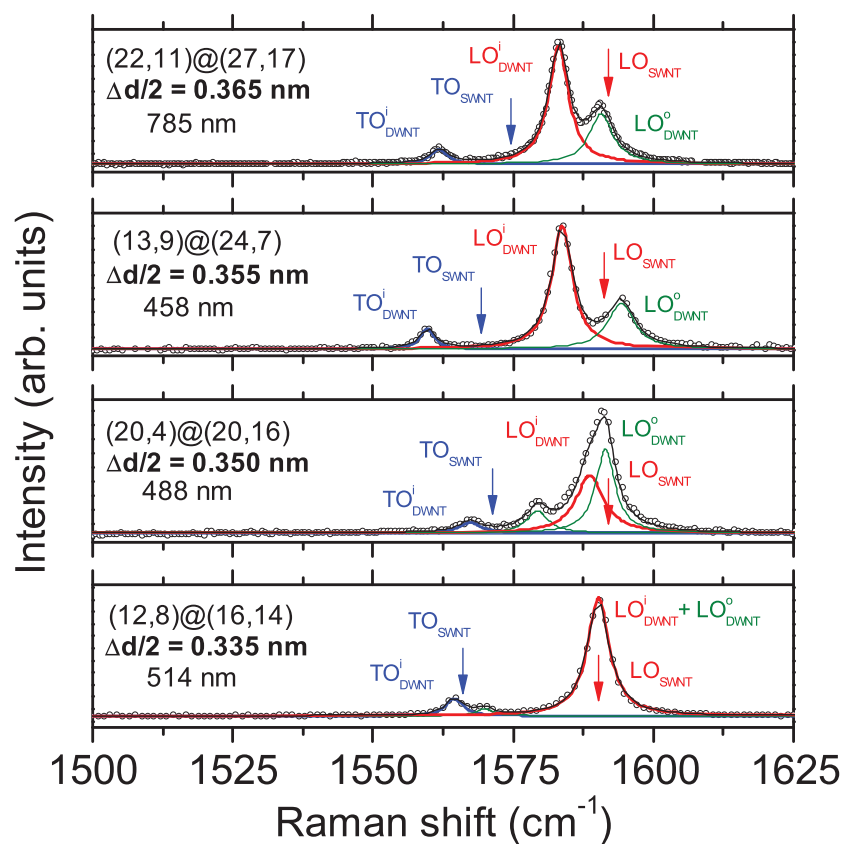 (22,11)@(27,17)
Δd/2 = 0.365 nm
785 nm
TO^i_DWNT
TO_SWNT
LO^i_DWNT
LO_SWNT
LO^o_DWNT
(13,9)@(24,7)
Δd/2 = 0.355 nm
458 nm
TO^i_DWNT
TO_SWNT
LO^i_DWNT
LO_SWNT
LO^o_DWNT
(20,4)@(20,16)
Δd/2 = 0.350 nm
488 nm
TO^i_DWNT
TO_SWNT
LO^i_DWNT
LO^o_DWNT
LO_SWNT
(12,8)@(16,14)
Δd/2 = 0.335 nm
514 nm
TO^i_DWNT
TO_SWNT
LO^i_DWNT + LO^o_DWNT
LO_SWNT
Intensity (arb. units)
1500 1525 1550 1575 1600 1625
Raman shift (cm⁻¹)